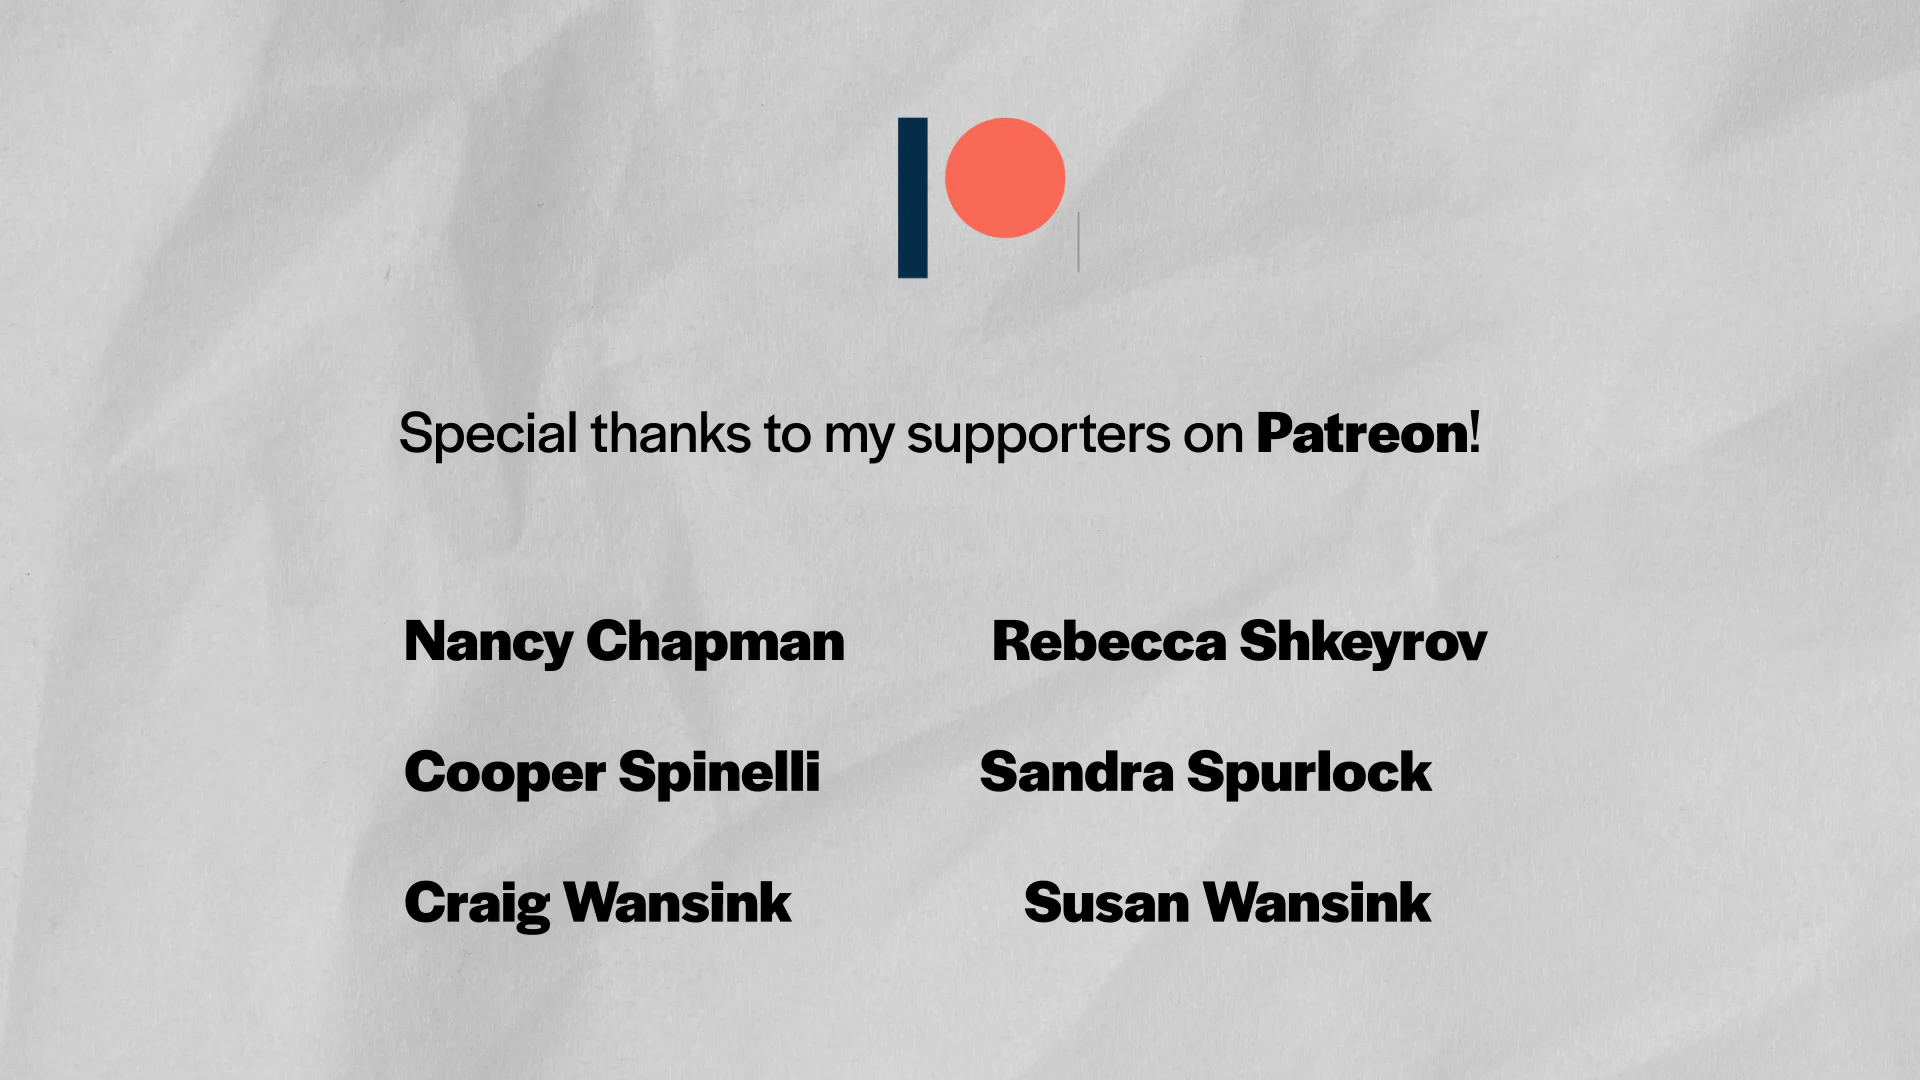 Special thanks to my supporters on Patreon!
Nancy Chapman Rebecca Shkeyrov
Cooper Spinelli Sandra Spurlock
Craig Wansink Susan Wansink